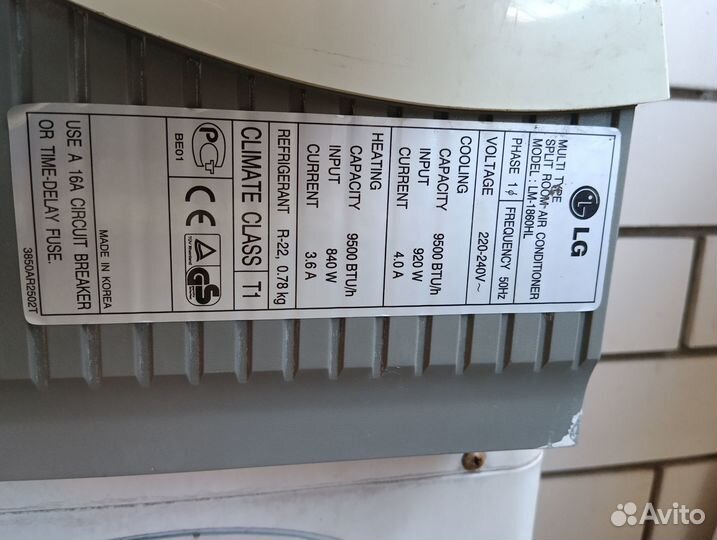 LG
MULTI TYPE
SPLIT ROOM AIR CONDITIONER
MODEL : LM-1860HL
PHASE 1ϕ FREQUENCY 50Hz
VOLTAGE 220-240V~
COOLING
CAPACITY 9500 BTU/h
INPUT 920 W
CURRENT 4.0 A
HEATING
CAPACITY 9500 BTU/h
INPUT 840 W
CURRENT 3.6 A
REFRIGERANT R-22, 0.78 kg
CLIMATE CLASS T1
BE01
CE
GS
MADE IN KOREA
USE A 16A CIRCUIT BREAKER
OR TIME-DELAY FUSE.
3850AR2502T
Avito